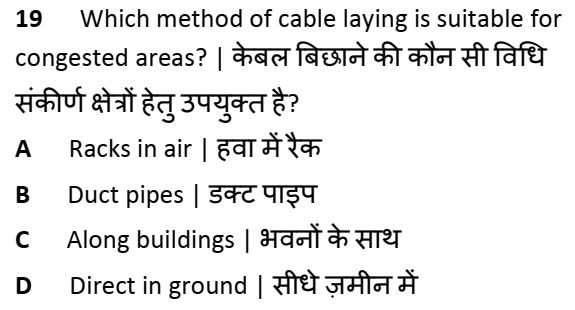 19 Which method of cable laying is suitable for
congested areas? | केबल बिछाने की कौन सी विधि
संकीर्ण क्षेत्रों हेतु उपयुक्त है?
A Racks in air | हवा में रैक
B Duct pipes | डक्ट पाइप
C Along buildings | भवनों के साथ
D Direct in ground | सीधे ज़मीन में